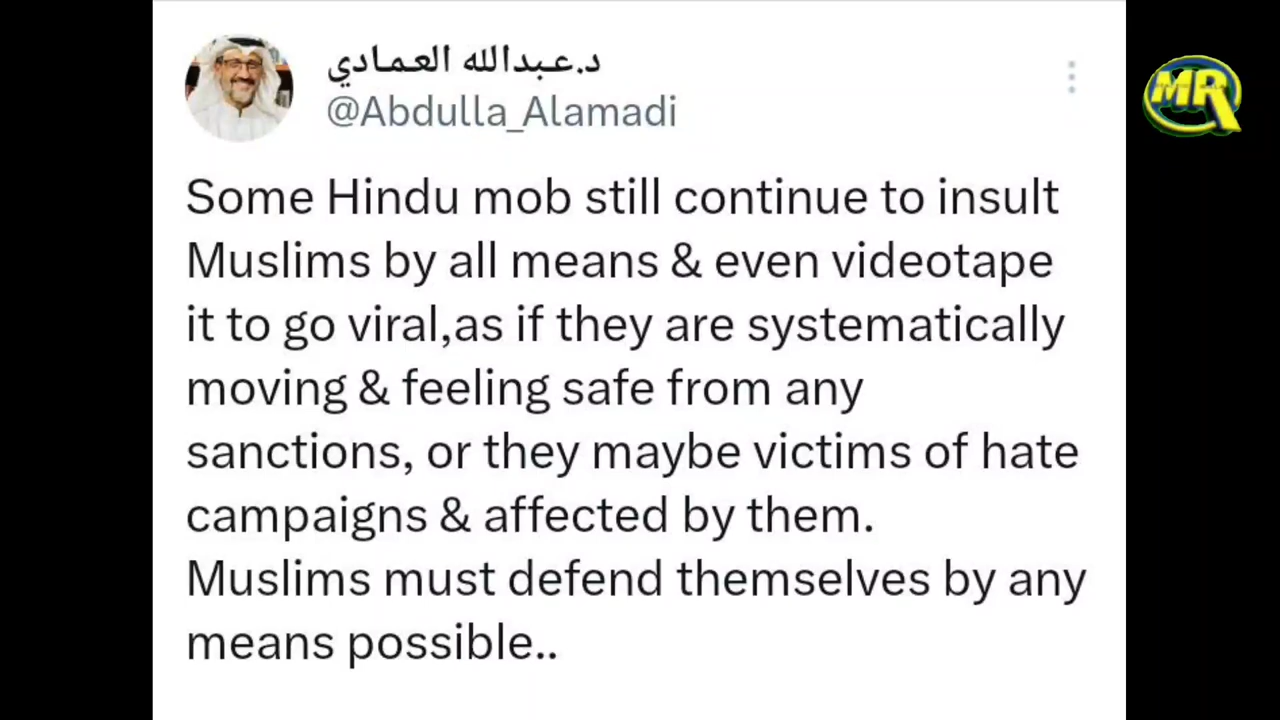 د.عبدالله العمادي
@Abdulla_Alamadi
MR
Some Hindu mob still continue to insult
Muslims by all means & even videotape
it to go viral,as if they are systematically
moving & feeling safe from any
sanctions, or they maybe victims of hate
campaigns & affected by them.
Muslims must defend themselves by any
means possible..